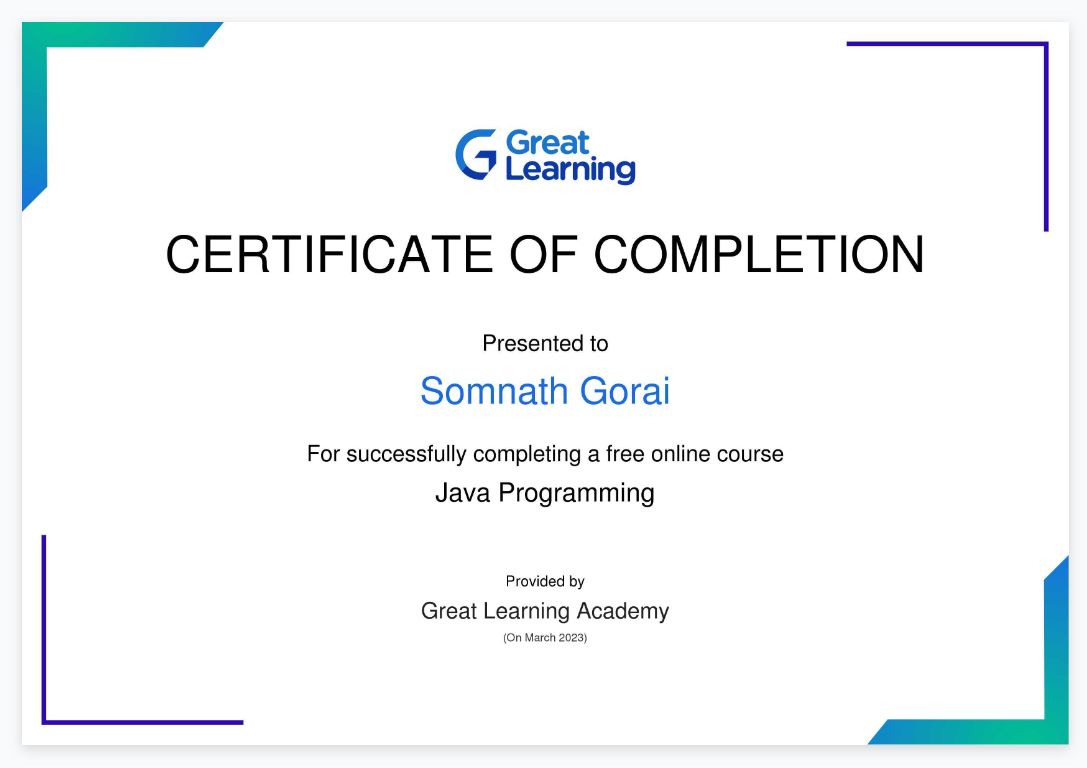 Great
Learning
CERTIFICATE OF COMPLETION
Presented to
Somnath Gorai
For successfully completing a free online course
Java Programming
Provided by
Great Learning Academy
(On March 2023)